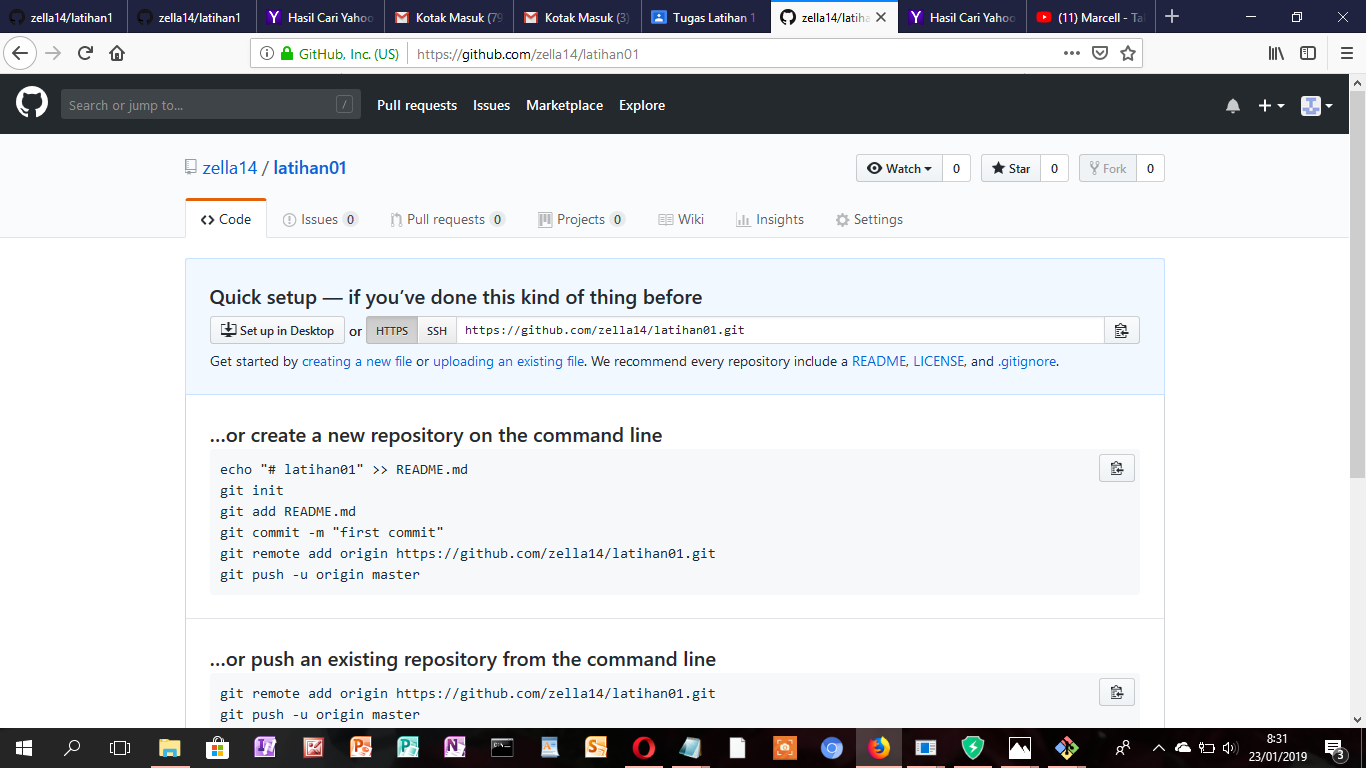 zella14/latihan1
zella14/latihan1
Hasil Cari Yahoo
Kotak Masuk (79
Kotak Masuk (3)
Tugas Latihan 1
zella14/latiha
Hasil Cari Yahoo
(11) Marcell - Tak
GitHub, Inc. (US)
https://github.com/zella14/latihan01
Search or jump to...
/
Pull requests
Issues
Marketplace
Explore
zella14 / latihan01
Watch 0
Star 0
Fork 0
Code
Issues 0
Pull requests 0
Projects 0
Wiki
Insights
Settings
Quick setup — if you've done this kind of thing before
Set up in Desktop or HTTPS SSH https://github.com/zella14/latihan01.git
Get started by creating a new file or uploading an existing file. We recommend every repository include a README, LICENSE, and .gitignore.
…or create a new repository on the command line
echo "# latihan01" >> README.md
git init
git add README.md
git commit -m "first commit"
git remote add origin https://github.com/zella14/latihan01.git
git push -u origin master
…or push an existing repository from the command line
git remote add origin https://github.com/zella14/latihan01.git
git push -u origin master
8:31
23/01/2019
3